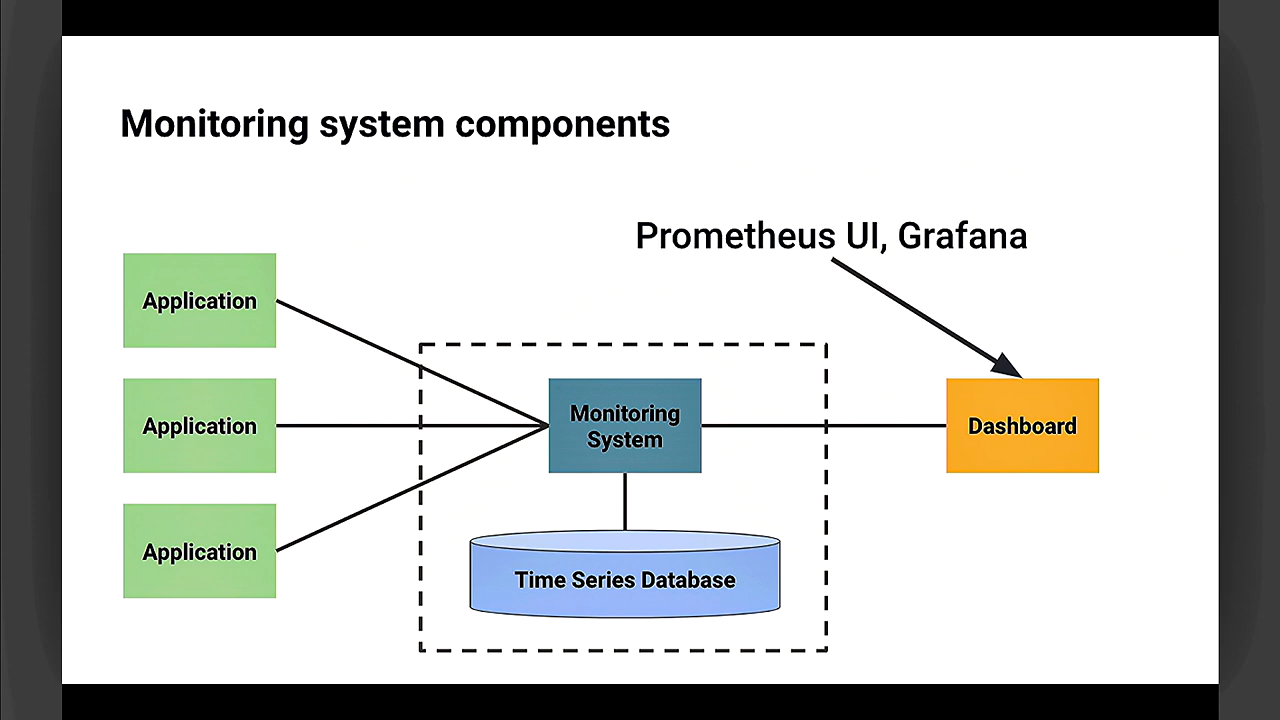 Monitoring system components
Prometheus UI, Grafana
Application
Application
Application
Monitoring
System
Dashboard
Time Series Database